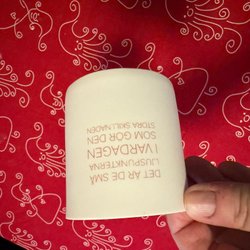 DET ÄR DE SMÅ
LJUSPUNKTERNA
I VARDAGEN
SOM GÖR DEN
STORA SKILLNADEN